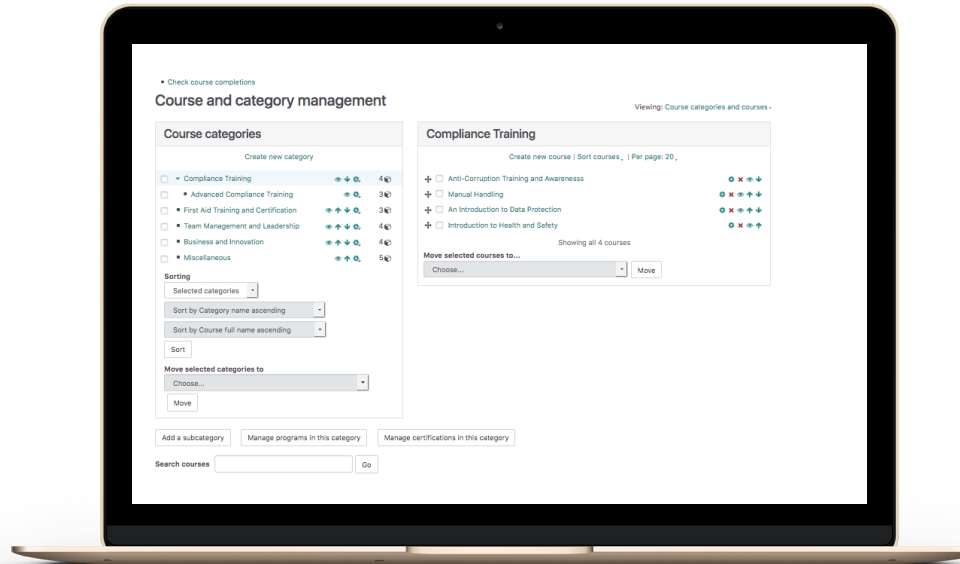 Check course completions
Course and category management
Viewing: Course categories and courses
Course categories
Create new category
Compliance Training 4
Advanced Compliance Training 3
First Aid Training and Certification 3
Team Management and Leadership 4
Business and Innovation 4
Miscellaneous 5
Sorting
Selected categories
Sort by Category name ascending
Sort by Course full name ascending
Sort
Move selected categories to
Choose...
Move
Compliance Training
Create new course | Sort courses | Per page: 20
Anti-Corruption Training and Awarenesss
Manual Handling
An Introduction to Data Protection
Introduction to Health and Safety
Showing all 4 courses
Move selected courses to...
Choose...
Move
Add a subcategory
Manage programs in this category
Manage certifications in this category
Search courses
Go